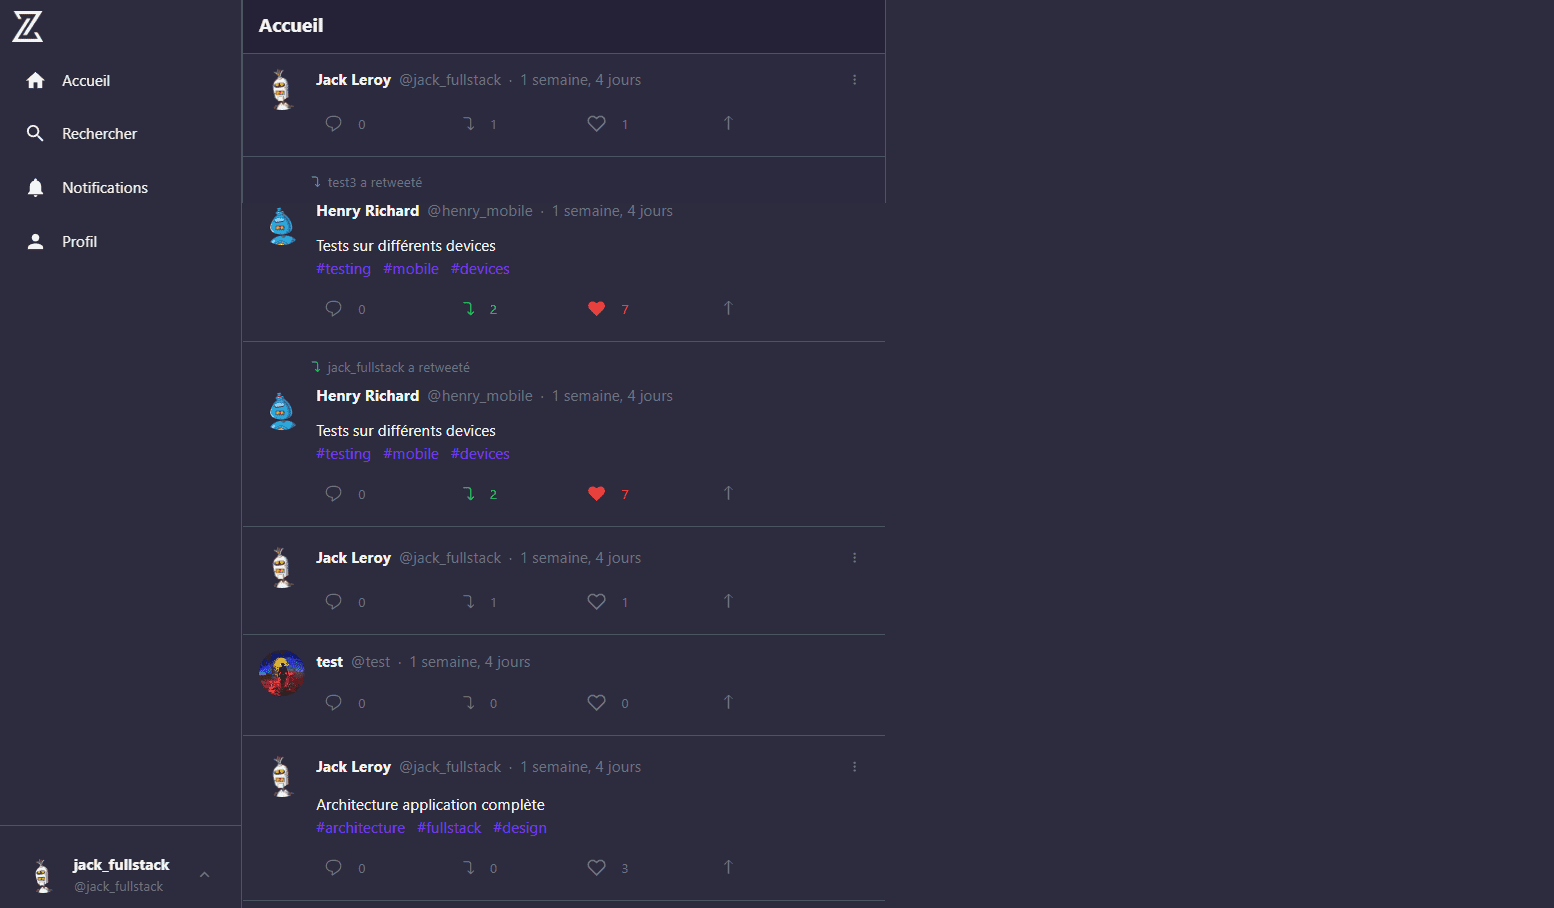 Z
Accueil
Rechercher
Notifications
Profil
jack_fullstack
@jack_fullstack
Accueil
Jack Leroy @jack_fullstack · 1 semaine, 4 jours
0 1 1
test3 a retweeté
Henry Richard @henry_mobile · 1 semaine, 4 jours
Tests sur différents devices
#testing #mobile #devices
0 2 7
jack_fullstack a retweeté
Henry Richard @henry_mobile · 1 semaine, 4 jours
Tests sur différents devices
#testing #mobile #devices
0 2 7
Jack Leroy @jack_fullstack · 1 semaine, 4 jours
0 1 1
test @test · 1 semaine, 4 jours
0 0 0
Jack Leroy @jack_fullstack · 1 semaine, 4 jours
Architecture application complète
#architecture #fullstack #design
0 0 3